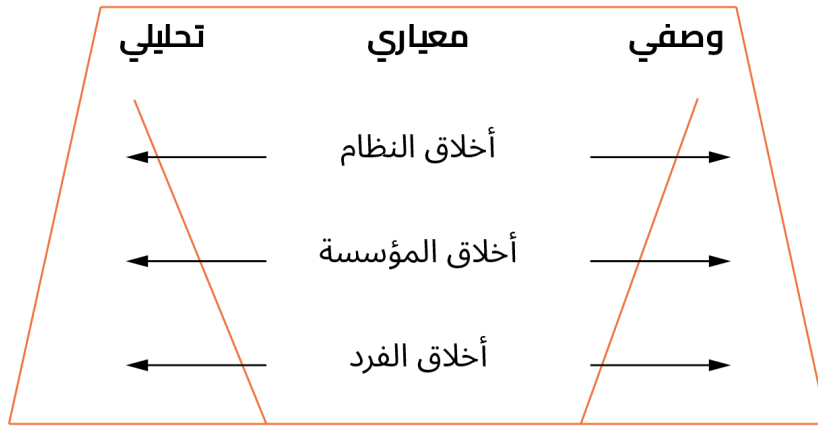 وصفي معياري تحليلي
أخلاق النظام
أخلاق المؤسسة
أخلاق الفرد